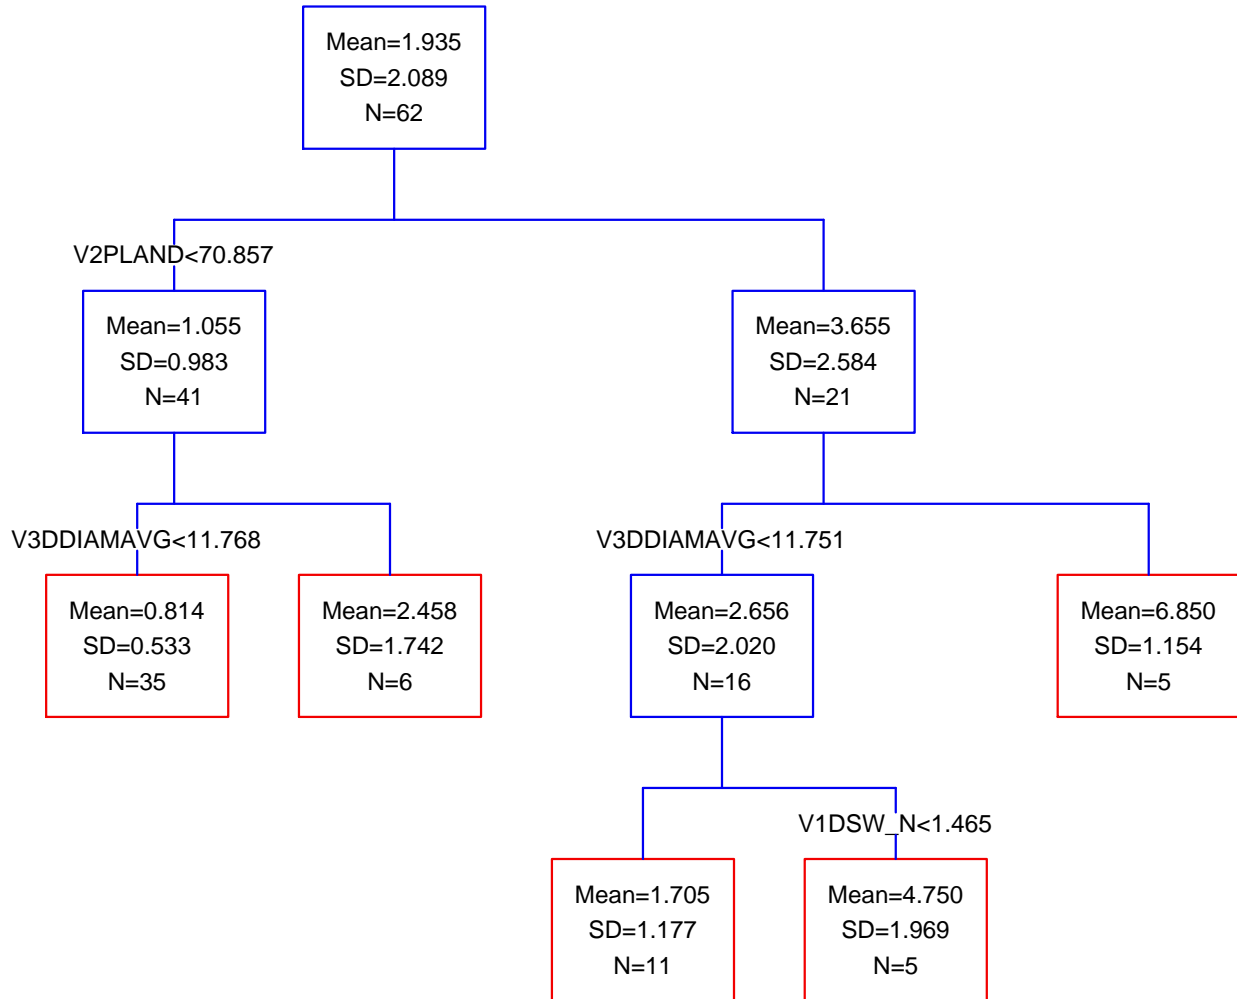 Mean=1.935
SD=2.089
N=62
V2PLAND<70.857
Mean=1.055
SD=0.983
N=41
Mean=3.655
SD=2.584
N=21
V3DDIAMAVG<11.768
V3DDIAMAVG<11.751
Mean=0.814
SD=0.533
N=35
Mean=2.458
SD=1.742
N=6
Mean=2.656
SD=2.020
N=16
Mean=6.850
SD=1.154
N=5
V1DSW_N<1.465
Mean=1.705
SD=1.177
N=11
Mean=4.750
SD=1.969
N=5